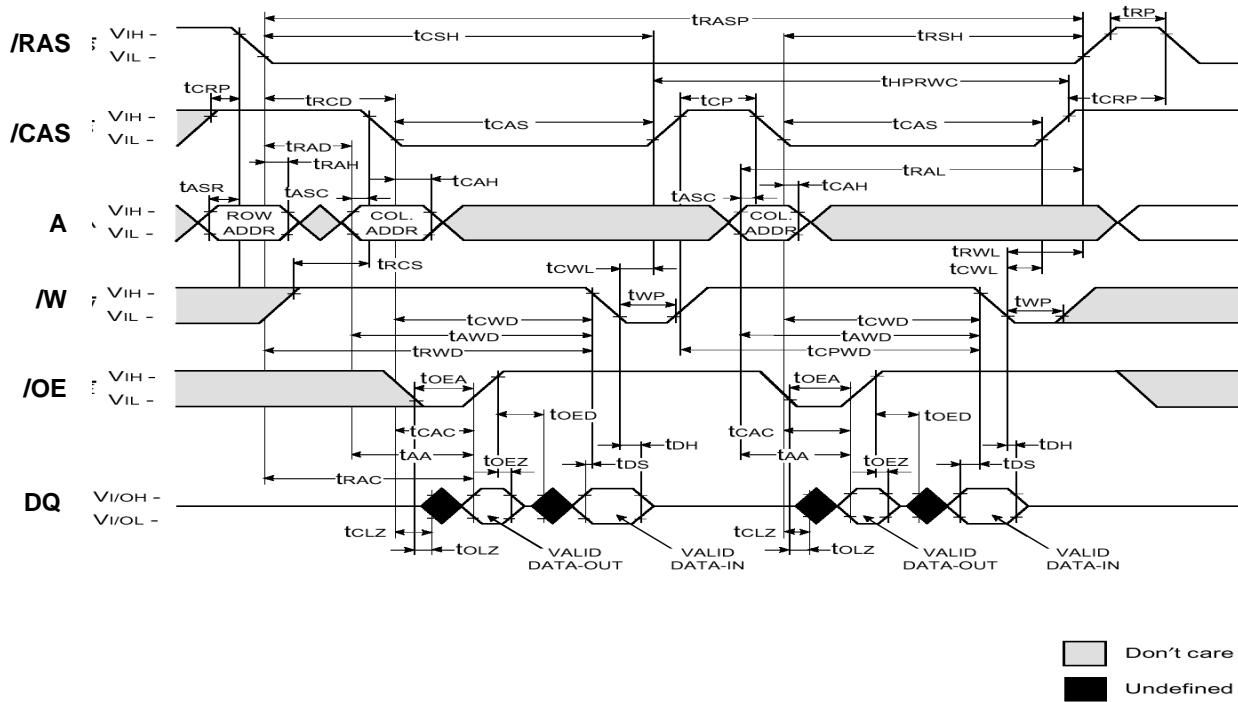 tRASP
tRP
/RAS
VIH –
VIL –
tCSH
tRSH
tHPRWC
tCRP
tRCD
tCP
tCRP
/CAS
VIH –
VIL –
tCAS
tCAS
tRAD
tRAH
tRAL
tASR
tASC
tCAH
tASC
tCAH
A
VIH –
VIL –
ROW
ADDR
COL.
ADDR
COL.
ADDR
tRCS
tCWL
tRWL
tCWL
/W
VIH –
VIL –
tWP
tWP
tCWD
tCWD
tAWD
tAWD
tRWD
tCPWD
/OE
VIH –
VIL –
tOEA
tOEA
tOED
tOED
tCAC
tCAC
tDH
tDH
tAA
tAA
tOEZ
tDS
tOEZ
tDS
tRAC
DQ
VI/OH –
VI/OL –
tCLZ
tCLZ
tOLZ
tOLZ
VALID
DATA-OUT
VALID
DATA-IN
VALID
DATA-OUT
VALID
DATA-IN
Don't care
Undefined